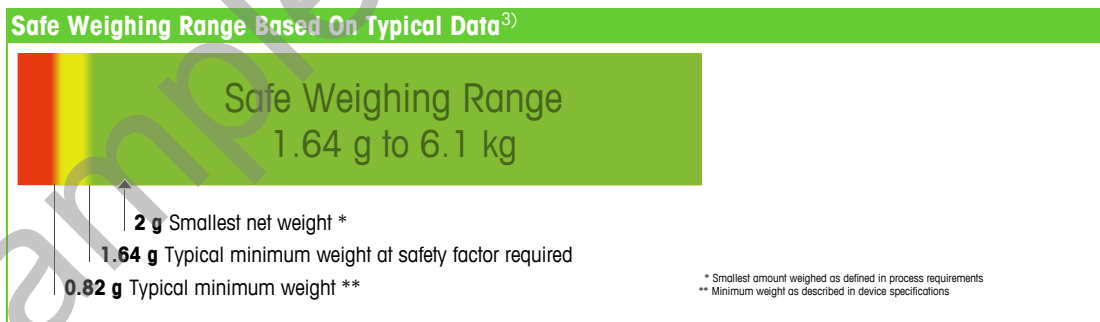 Safe Weighing Range Based On Typical Data3)
Safe Weighing Range
1.64 g to 6.1 kg
2 g Smallest net weight *
1.64 g Typical minimum weight at safety factor required
0.82 g Typical minimum weight **
* Smallest amount weighed as defined in process requirements
** Minimum weight as described in device specifications